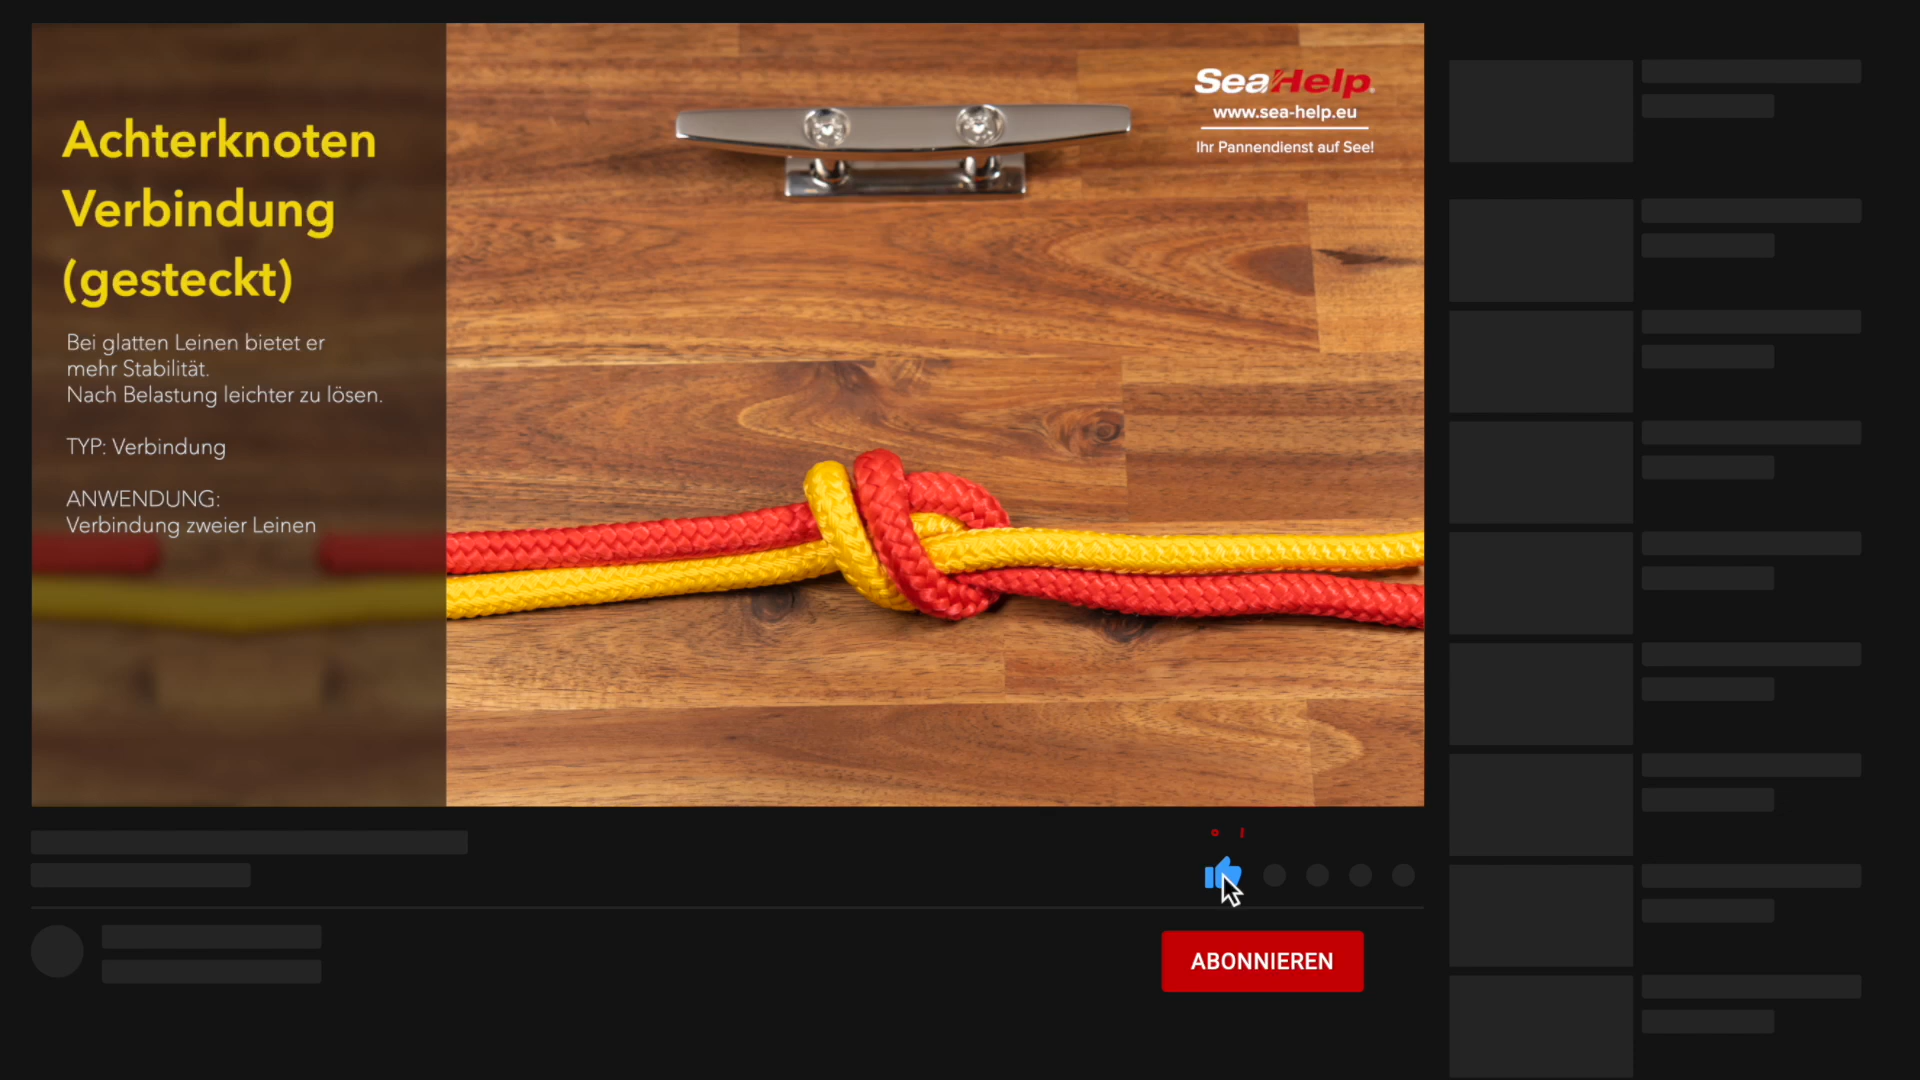 Achterknoten
Verbindung
(gesteckt)
Bei glatten Leinen bietet er
mehr Stabilität.
Nach Belastung leichter zu lösen.
TYP: Verbindung
ANWENDUNG:
Verbindung zweier Leinen
SeaHelp®
www.sea-help.eu
Ihr Pannendienst auf See!
ABONNIEREN